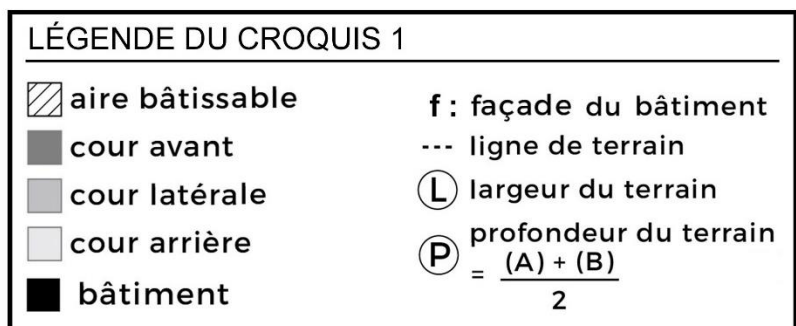 LÉGENDE DU CROQUIS 1
aire bâtissable
cour avant
cour latérale
cour arrière
bâtiment
f : façade du bâtiment
--- ligne de terrain
L largeur du terrain
P profondeur du terrain
= (A) + (B)
2